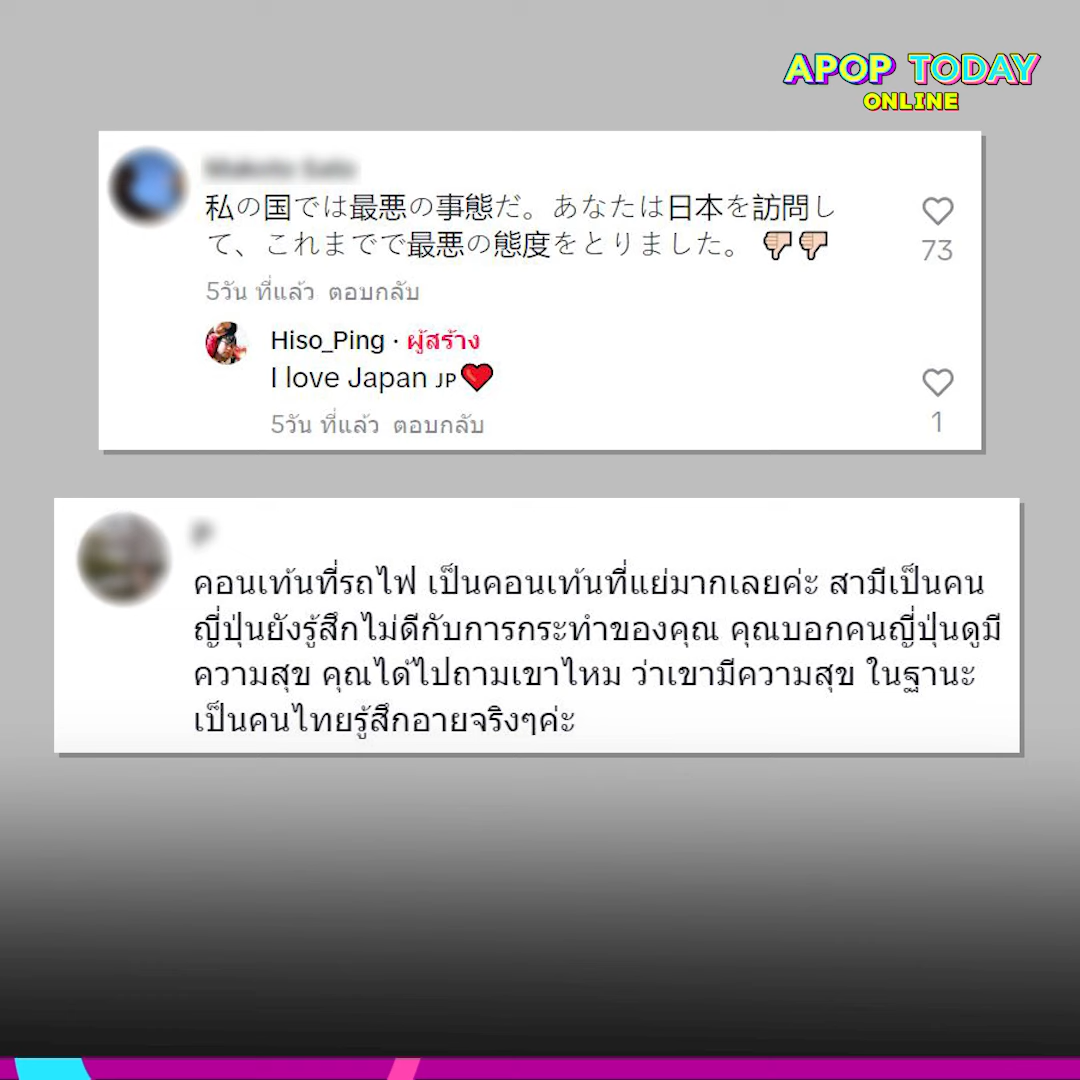 APOP TODAY
ONLINE
私の国では最悪の事態だ。あなたは日本を訪問し
て、これまでで最悪の態度をとりました。 👎🏻👎🏻
73
5วัน ที่แล้ว ตอบกลับ
Hiso_Ping · ผู้สร้าง
I love Japan JP❤️
5วัน ที่แล้ว ตอบกลับ
1
คอนเท้นที่รถไฟ เป็นคอนเท้นที่แย่มากเลยค่ะ สามีเป็นคน
ญี่ปุ่นยังรู้สึกไม่ดีกับการกระทำของคุณ คุณบอกคนญี่ปุ่นดูมี
ความสุข คุณได้ไปถามเขาไหม ว่าเขามีความสุข ในฐานะ
เป็นคนไทยรู้สึกอายจริงๆค่ะ